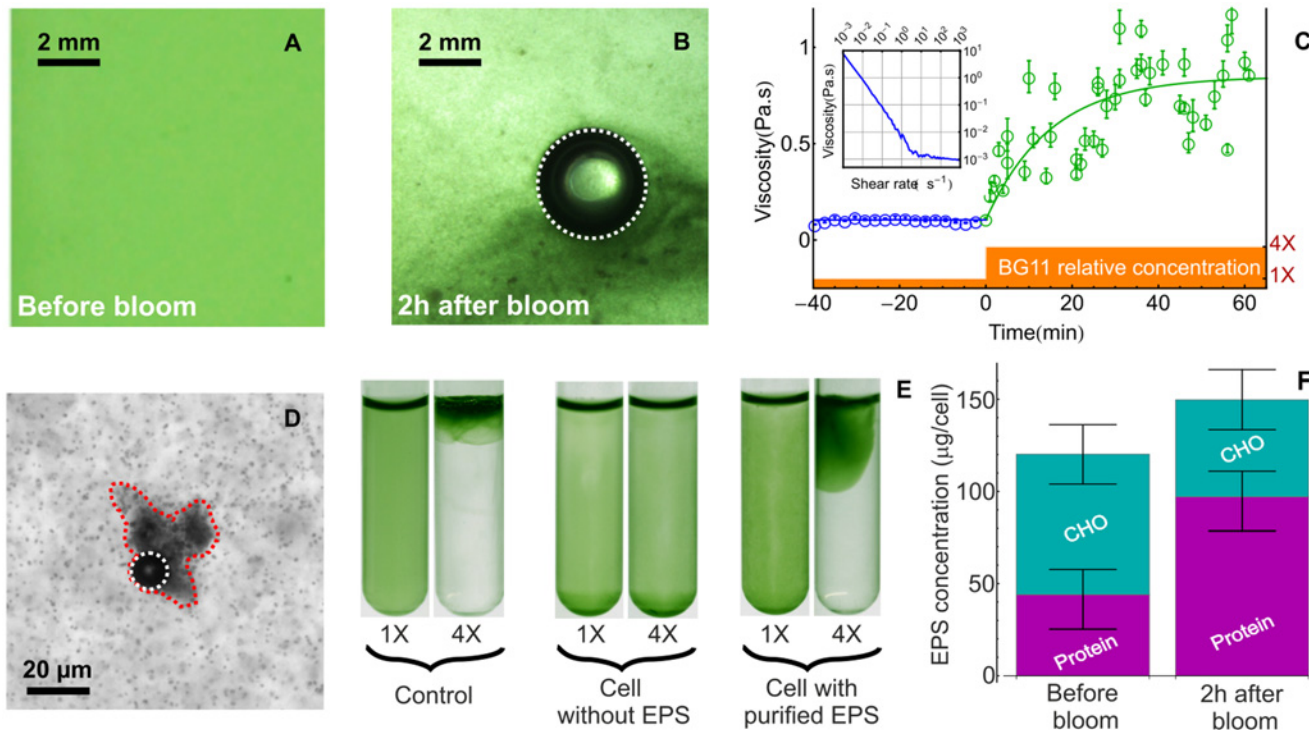 2 mm
A
Before bloom
2 mm
B
2h after bloom
C
Viscosity(Pa.s)
1
0.5
0
10⁻³
10⁻²
10⁻¹
10⁰
10¹
10²
10³
10¹
10⁰
10⁻¹
10⁻²
10⁻³
Viscosity(Pa.s)
Shear rate( s⁻¹)
4X
BG11 relative concentration
1X
−40
−20
0
20
40
60
Time(min)
D
20 µm
E
1X
4X
1X
4X
1X
4X
Control
Cell
without EPS
Cell with
purified EPS
F
EPS concentration (µg/cell)
150
100
50
0
CHO
Protein
CHO
Protein
Before
bloom
2h after
bloom